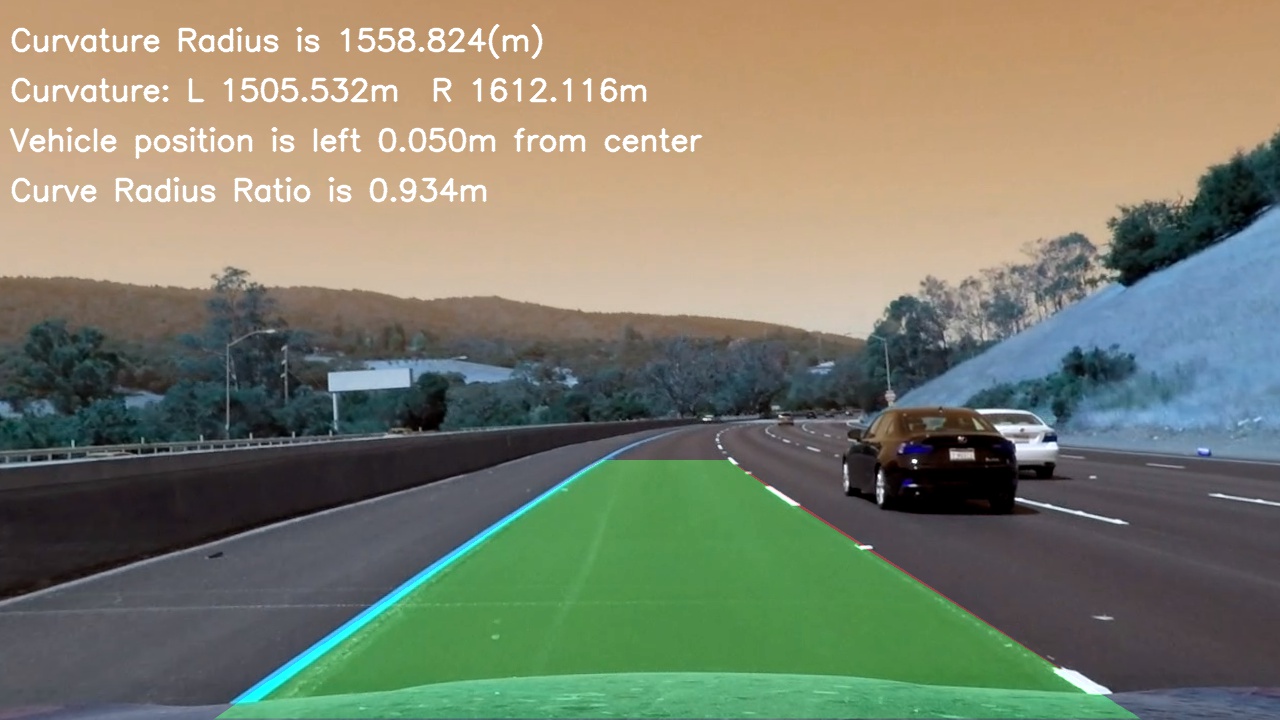 Curvature Radius is 1558.824(m)
Curvature: L 1505.532m R 1612.116m
Vehicle position is left 0.050m from center
Curve Radius Ratio is 0.934m